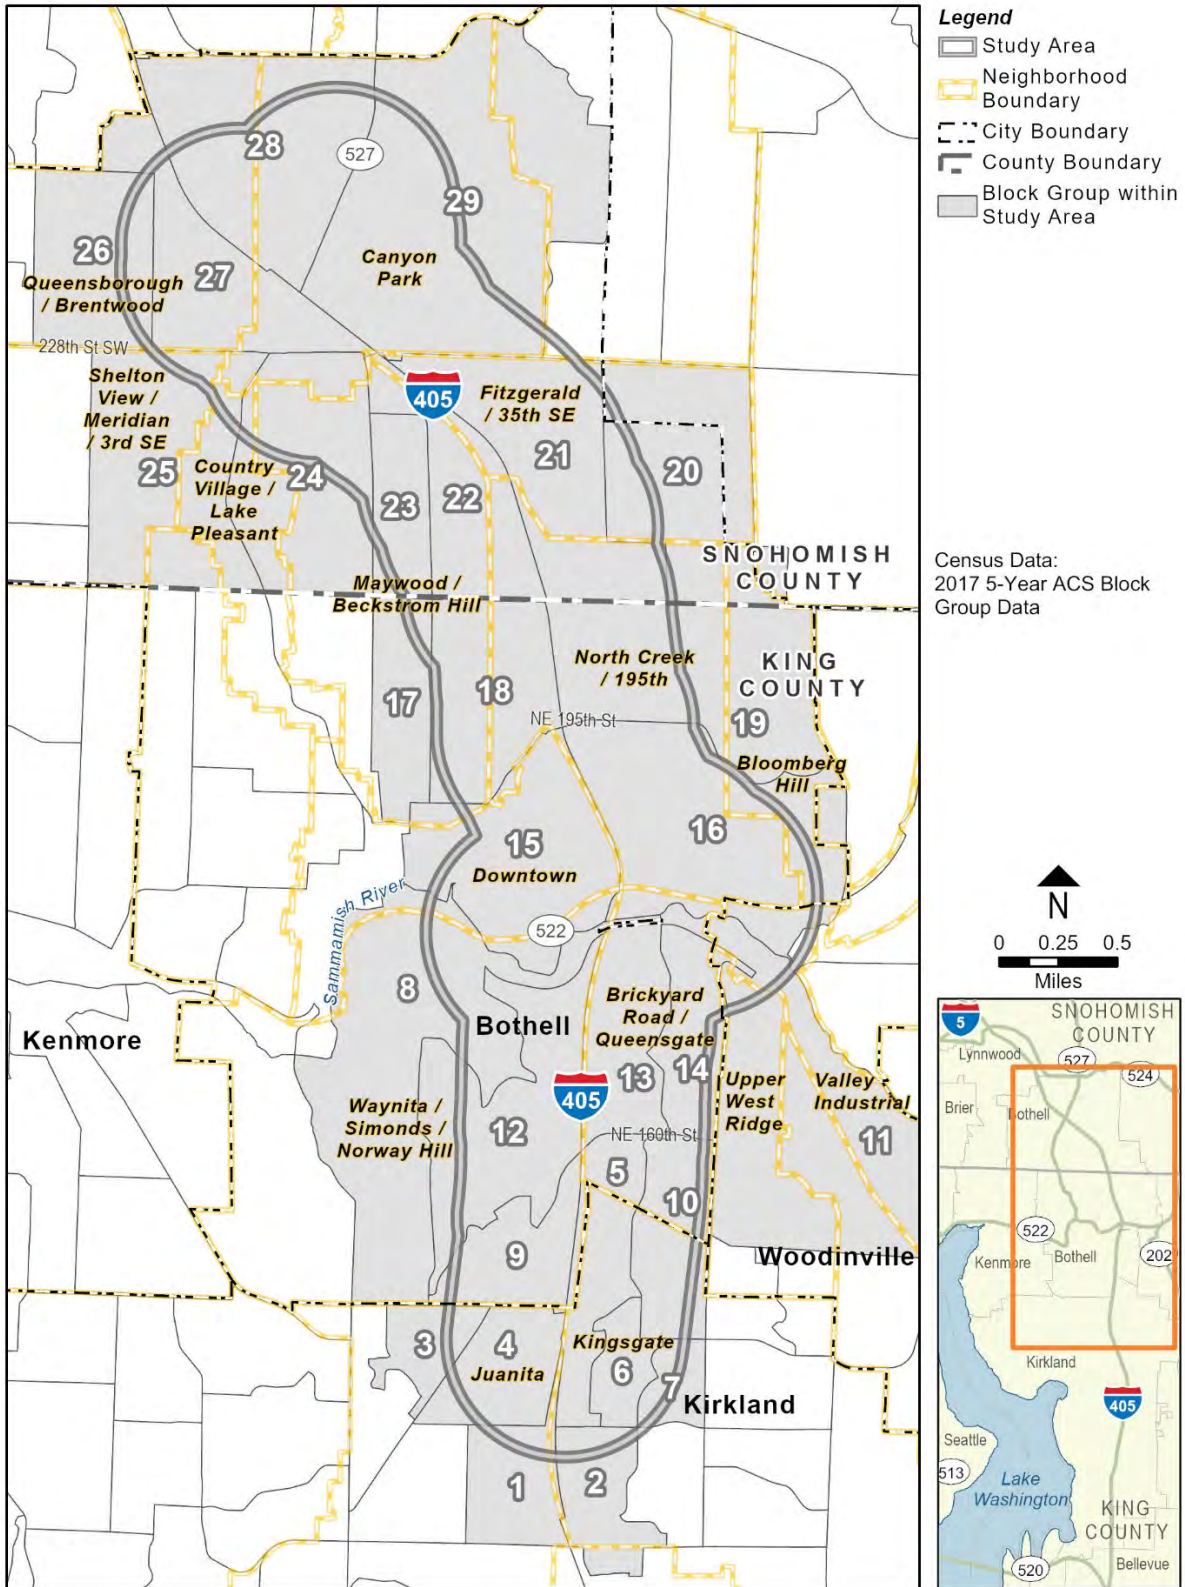 Legend
Study Area
Neighborhood
Boundary
City Boundary
County Boundary
Block Group within
Study Area
28
527
29
26
27
Canyon
Park
Queensborough
/ Brentwood
228th St SW
Shelton
View /
Meridian
/ 3rd SE
405
Fitzgerald
/ 35th SE
25
Country
Village /
Lake
Pleasant
24
23
22
21
20
SNOHOMISH
COUNTY
Census Data:
2017 5-Year ACS Block
Group Data
Maywood /
Beckstrom Hill
North Creek
/ 195th
KING
COUNTY
17
18
NE 195th St
19
Bloomberg
Hill
15
Downtown
16
Sammamish River
522
N
0 0.25 0.5
Miles
8
Brickyard
Road /
Queensgate
Kenmore
Bothell
405
13
14
Upper
West
Ridge
Valley
Industrial
11
Waynita /
Simonds /
Norway Hill
12
NE 160th St
5
10
9
Woodinville
3
4
Juanita
Kingsgate
6
7
Kirkland
1
2
5
SNOHOMISH
COUNTY
Lynnwood
527
524
Brier
Bothell
522
Kenmore
Bothell
202
Kirkland
405
Seattle
513
Lake
Washington
KING
COUNTY
520
Bellevue